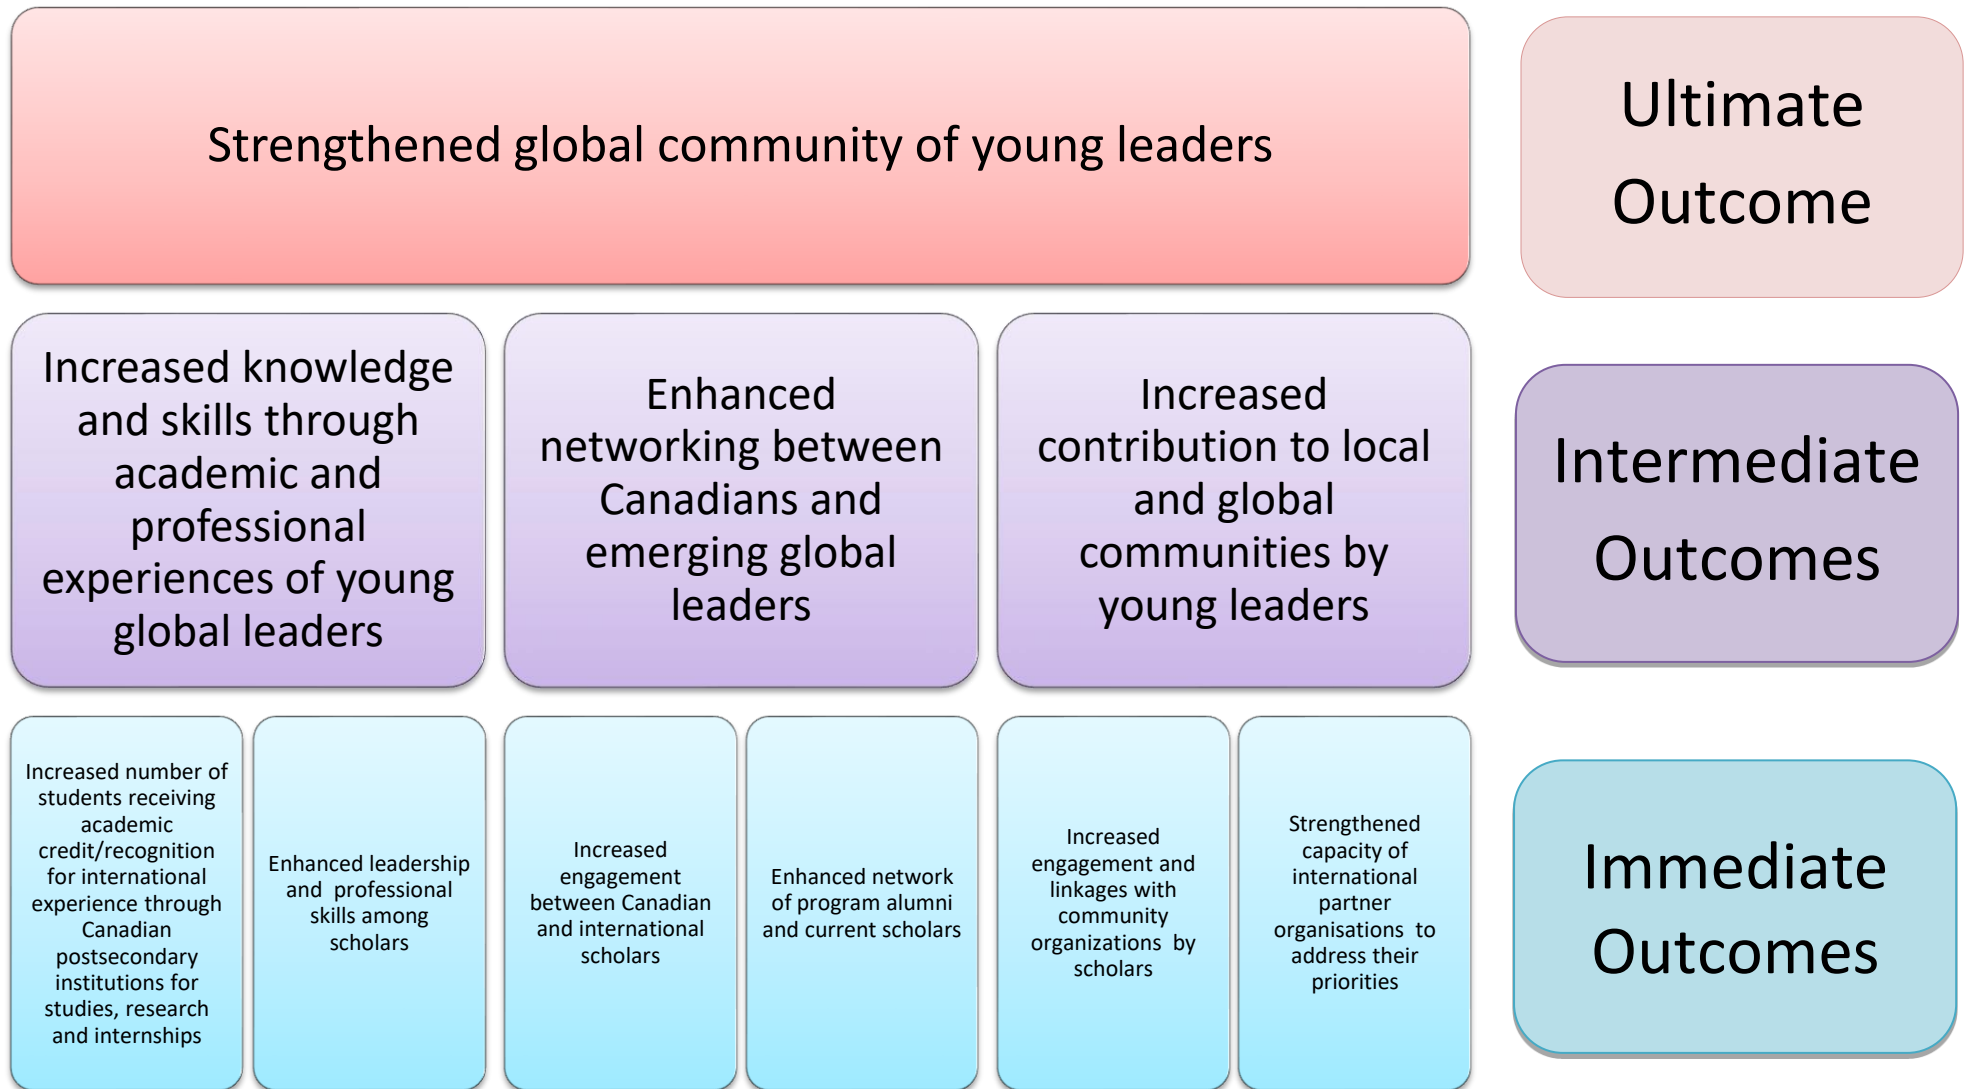 Strengthened global community of young leaders
Ultimate
Outcome
Increased knowledge
and skills through
academic and
professional
experiences of young
global leaders
Enhanced
networking between
Canadians and
emerging global
leaders
Increased
contribution to local
and global
communities by
young leaders
Intermediate
Outcomes
Increased number of
students receiving
academic
credit/recognition
for international
experience through
Canadian
postsecondary
institutions for
studies, research
and internships
Enhanced leadership
and professional
skills among
scholars
Increased
engagement
between Canadian
and international
scholars
Enhanced network
of program alumni
and current scholars
Increased
engagement and
linkages with
community
organizations by
scholars
Strengthened
capacity of
international
partner
organisations to
address their
priorities
Immediate
Outcomes